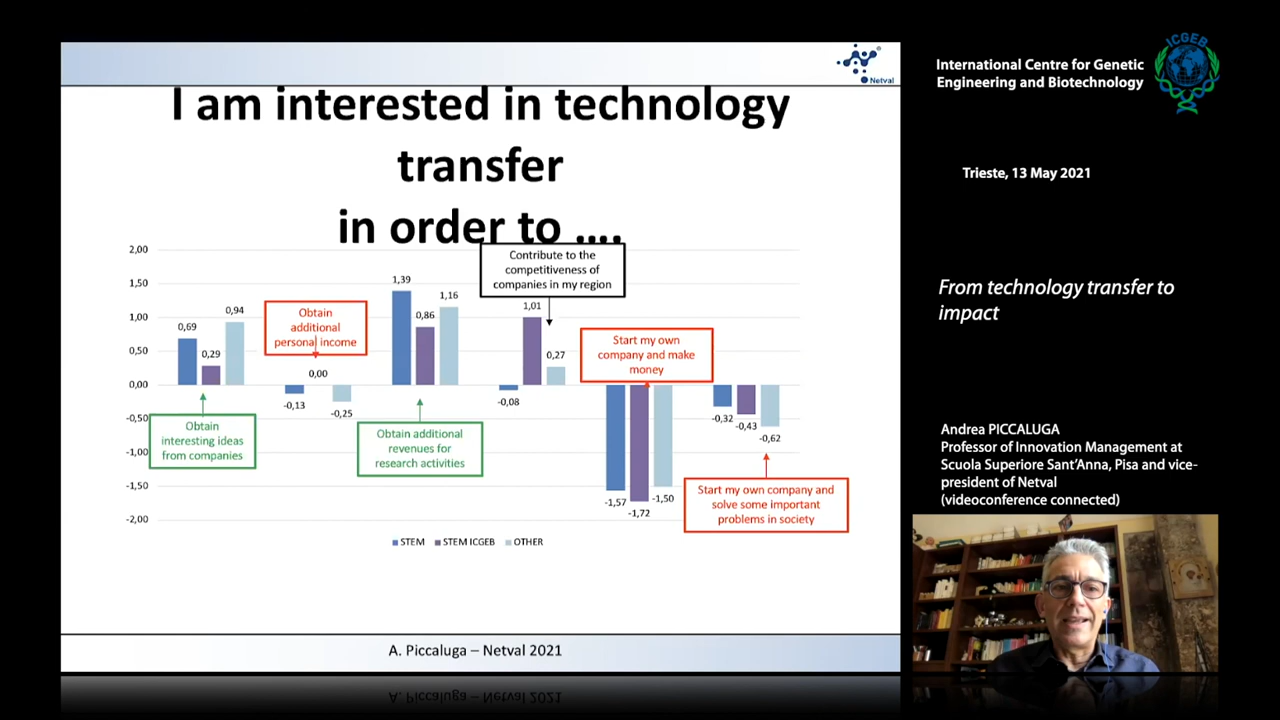 Netval
I am interested in technology
transfer
in order to ....
2,00
1,50
1,00
0,50
0,00
-0,50
-1,00
-1,50
-2,00
0,69
0,29
0,94
-0,13
0,00
-0,25
1,39
0,86
1,16
-0,08
1,01
0,27
-1,57
-1,72
-1,50
-0,32
-0,43
-0,62
Obtain
interesting ideas
from companies
Obtain
additional
personal income
Obtain additional
revenues for
research activities
Contribute to the
competitiveness of
companies in my region
Start my own
company and make
money
Start my own company and
solve some important
problems in society
STEM
STEM ICGEB
OTHER
A. Piccaluga – Netval 2021
International Centre for Genetic
Engineering and Biotechnology
ICGEB
Trieste, 13 May 2021
From technology transfer to
impact
Andrea PICCALUGA
Professor of Innovation Management at
Scuola Superiore Sant'Anna, Pisa and vice-
president of Netval
(videoconference connected)